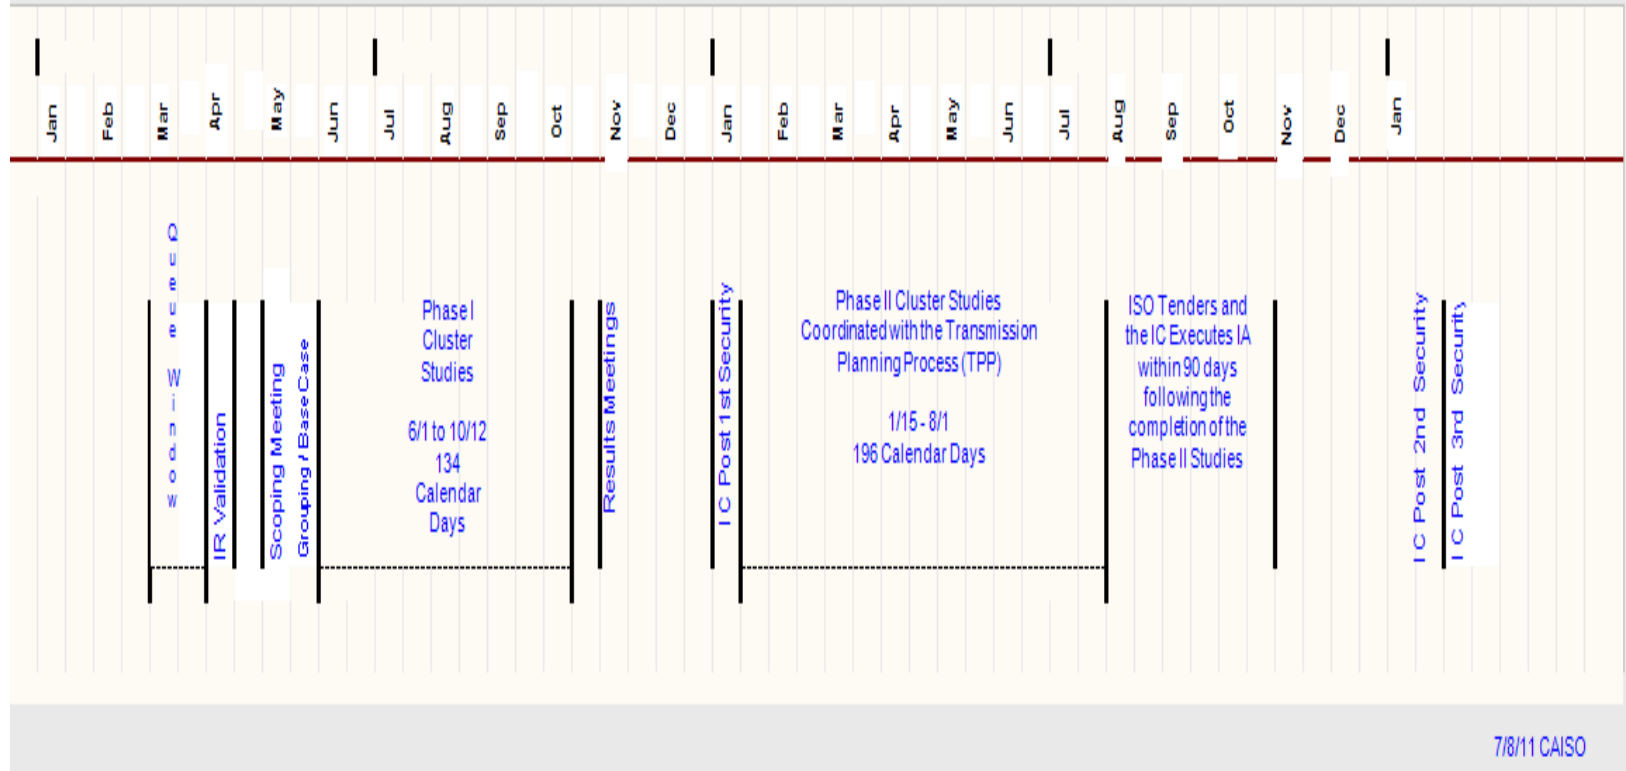 Jan
Feb
Mar
Apr
May
Jun
Jul
Aug
Sep
Oct
Nov
Dec
Jan
Feb
Mar
Apr
May
Jun
Jul
Aug
Sep
Oct
Nov
Dec
Jan
Queue Window
IR Validation
Scoping Meeting
Grouping / Base Case
Phase I
Cluster
Studies
6/1 to 10/12
134
Calendar
Days
Results Meetings
IC Post 1st Security
Phase II Cluster Studies
Coordinated with the Transmission
Planning Process (TPP)
1/15 - 8/1
196 Calendar Days
ISO Tenders and
the IC Executes IA
within 90 days
following the
completion of the
Phase II Studies
IC Post 2nd Security
IC Post 3rd Security
7/8/11 CAISO